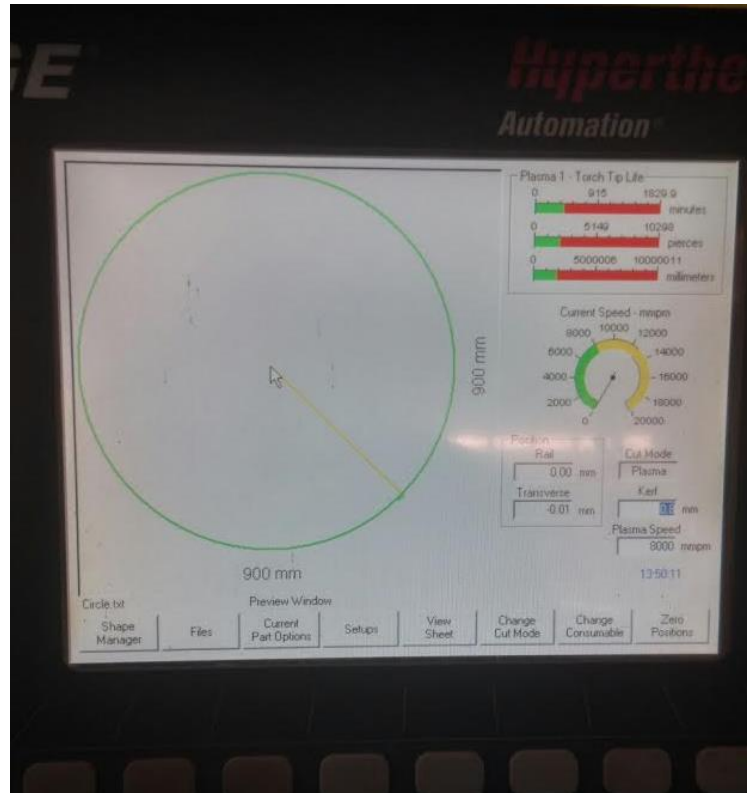 GE
Hyperthe
Automation
Plasma 1 - Torch Tip Life
0 915 1829.9
minutes
0 5149 10298
pierces
0 5000006 10000011
millimeters
Current Speed - mmpm
0 2000 4000 6000 8000 10000 12000 14000 16000 18000 20000
900 mm
Position
Rail
0.00 mm
Transverse
-0.01 mm
Cut Mode
Plasma
Kerf
0.8 mm
Plasma Speed
8000 mmpm
13:50:11
900 mm
Circle.txt
Preview Window
Shape Manager
Files
Current Part Options
Setups
View Sheet
Change Cut Mode
Change Consumable
Zero Positions